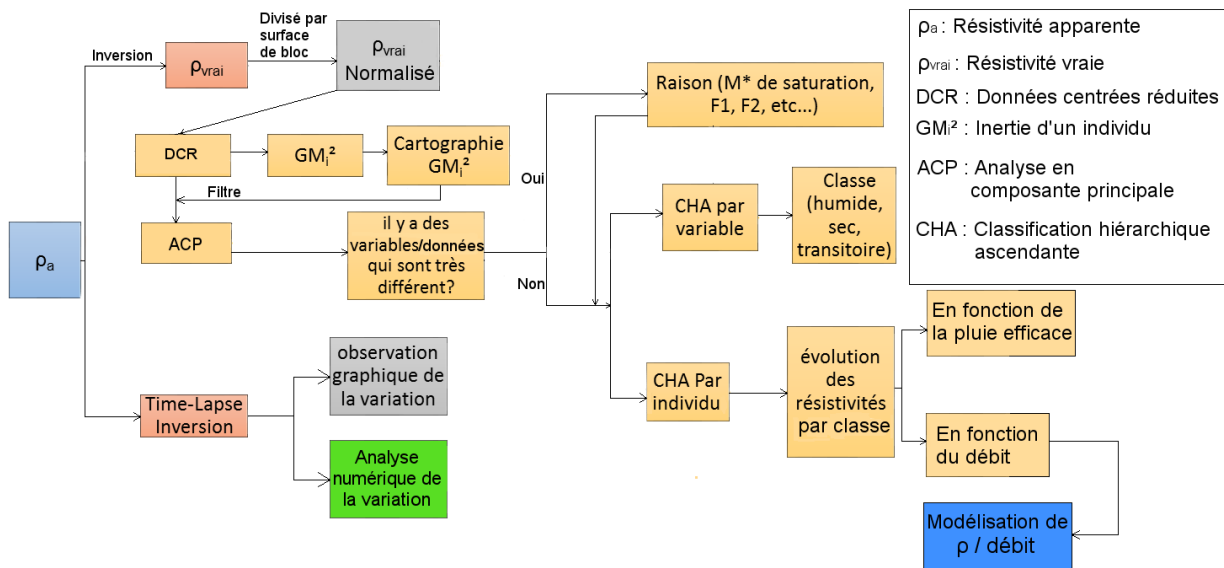 Inversion
ρvrai
Divisé par
surface
de bloc
ρvrai
Normalisé
DCR
GMi²
Cartographie
GMi²
Filtre
ACP
il y a des
variables/données
qui sont très
différent?
Oui
Non
Raison (M* de saturation,
F1, F2, etc...)
CHA par
variable
Classe
(humide,
sec,
transitoire)
ρa
Time-Lapse
Inversion
observation
graphique de
la variation
Analyse
numérique de
la variation
CHA Par
individu
évolution
des
résistivités
par classe
En fonction de
la pluie efficace
En fonction
du débit
Modélisation de
ρ / débit
ρa : Résistivité apparente
ρvrai : Résistivité vraie
DCR : Données centrées réduites
GMi² : Inertie d'un individu
ACP : Analyse en
composante principale
CHA : Classification hiérarchique
ascendante